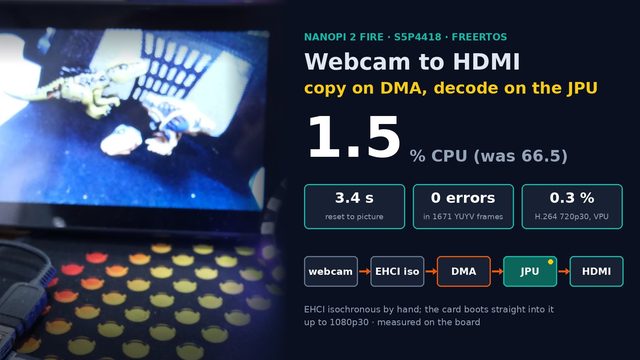 NANOPI 2 FIRE · S5P4418 · FREERTOS
Webcam to HDMI
copy on DMA, decode on the JPU
1.5 % CPU (was 66.5)
3.4 s
reset to picture
0 errors
in 1671 YUYV frames
0.3 %
H.264 720p30, VPU
webcam
EHCI iso
DMA
JPU
HDMI
EHCI isochronous by hand; the card boots straight into it
up to 1080p30 · measured on the board